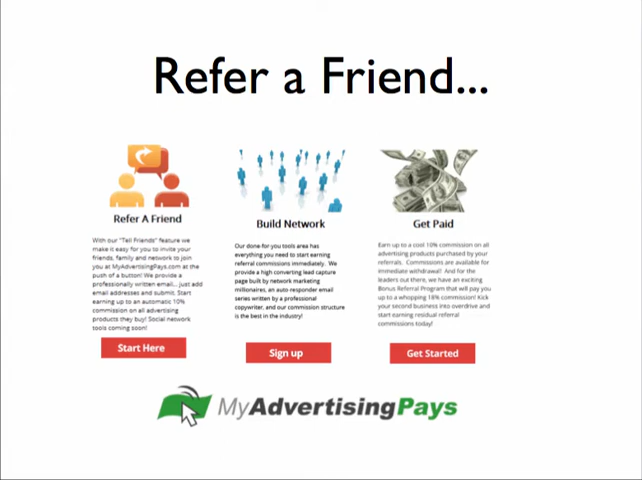 Refer a Friend...
Refer A Friend
With our "Tell Friends" feature we
make it easy for you to invite your
friends, family and network to join
you at MyAdvertisingPays.com at the
push of a button! We provide a
professionally written email... just add
email addresses and submit. Start
earning up to an automatic 10%
commission on all advertising
products they buy! Social network
tools coming soon!
Start Here
Build Network
Our done-for-you tools area has
everything you need to start earning
referral commissions immediately. We
provide a high converting lead capture
page built by network marketing
millionaires, an auto responder email
series written by a professional
copywriter, and our commission structure
is the best in the industry!
Sign up
Get Paid
Earn up to a cool 10% commission on all
advertising products purchased by your
referrals. Commissions are available for
immediate withdrawal! And for the
leaders out there, we have an exciting
Bonus Referral Program that will pay you
up to a whopping 18% commission! Kick
your second business into overdrive and
start earning residual referral
commissions today!
Get Started
MyAdvertisingPays